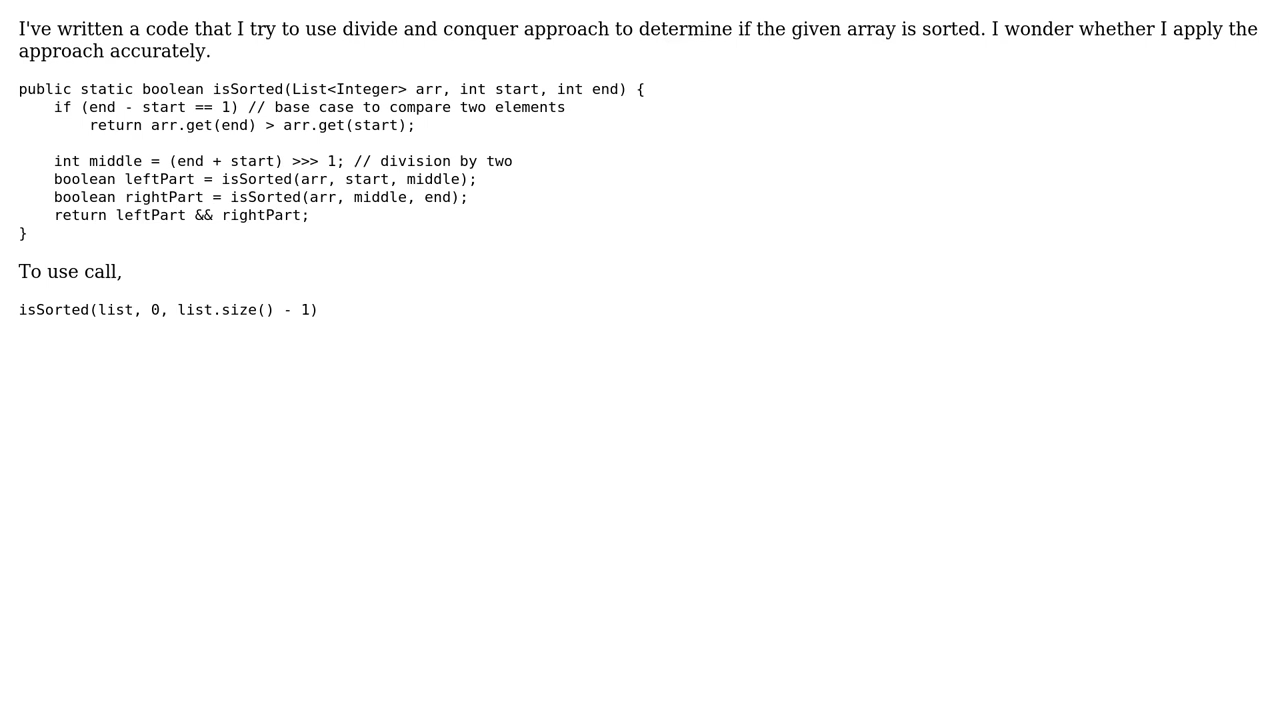 I've written a code that I try to use divide and conquer approach to determine if the given array is sorted. I wonder whether I apply the
approach accurately.
public static boolean isSorted(List<Integer> arr, int start, int end) {
    if (end - start == 1) // base case to compare two elements
        return arr.get(end) > arr.get(start);
    int middle = (end + start) >>> 1; // division by two
    boolean leftPart = isSorted(arr, start, middle);
    boolean rightPart = isSorted(arr, middle, end);
    return leftPart && rightPart;
}
To use call,
isSorted(list, 0, list.size() - 1)